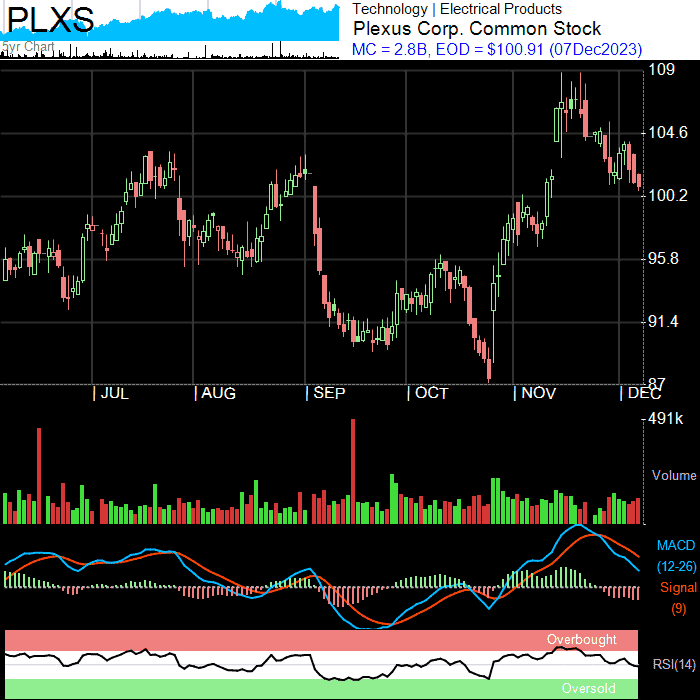 PLXS
5yr Chart
Technology | Electrical Products
Plexus Corp. Common Stock
MC = 2.8B, EOD = $100.91 (07Dec2023)
109
104.6
100.2
95.8
91.4
87
| JUL | AUG | SEP | OCT | NOV | DEC
491k
Volume
MACD
(12-26)
Signal
(9)
Overbought
RSI(14)
Oversold